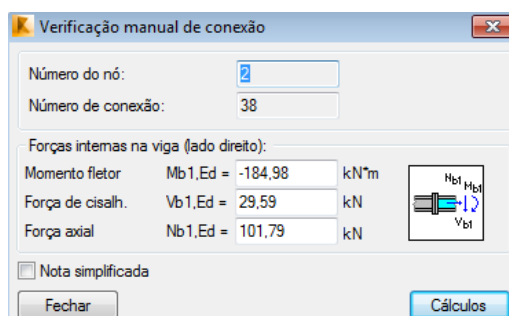 Verificação manual de conexão
Número do nó: 2
Número de conexão: 38
Forças internas na viga (lado direito):
Momento fletor Mb1,Ed = -184,98 kN*m
Força de cisalh. Vb1,Ed = 29,59 kN
Força axial Nb1,Ed = 101,79 kN
Nb1
Mb1
Vb1
Nota simplificada
Fechar Cálculos